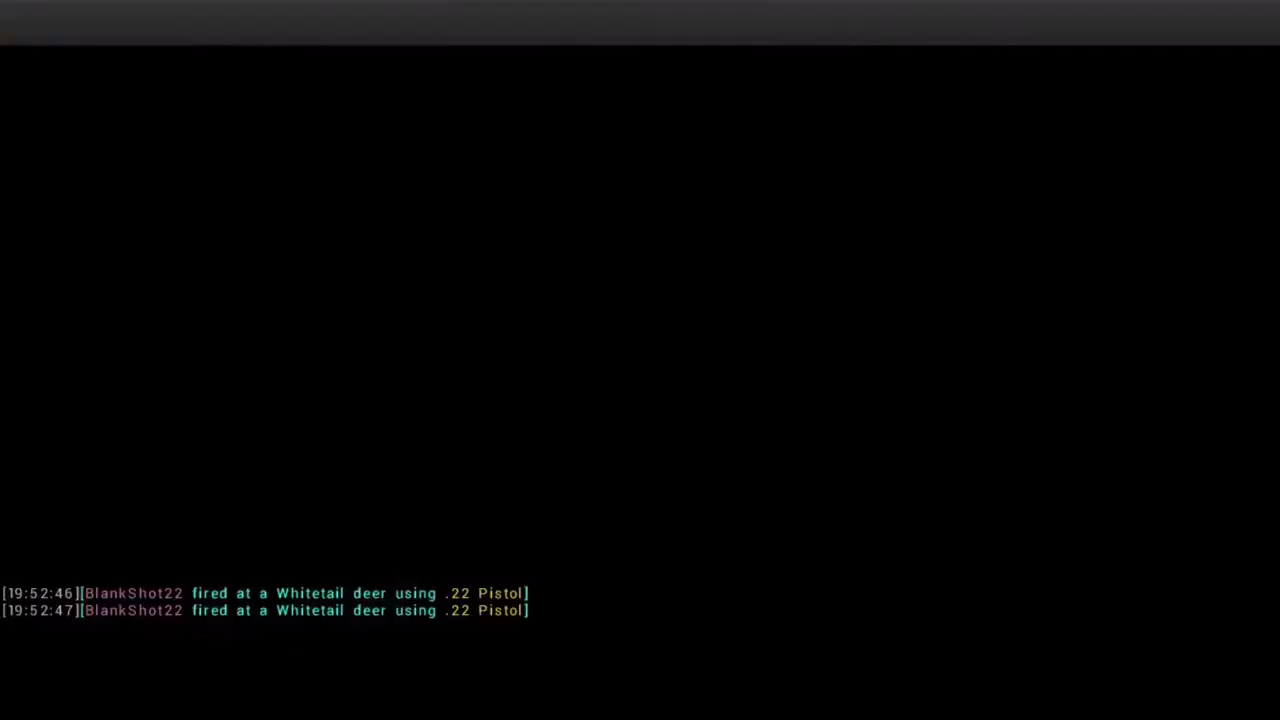 [19:52:46][BlankShot22 fired at a Whitetail deer using .22 Pistol]
[19:52:47][BlankShot22 fired at a Whitetail deer using .22 Pistol]